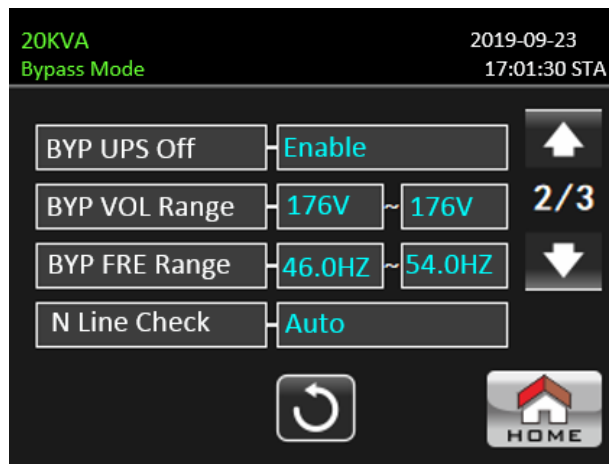 20KVA 2019-09-23
Bypass Mode 17:01:30 STA
BYP UPS Off Enable
BYP VOL Range 176V ~ 176V
2/3
BYP FRE Range 46.0HZ ~ 54.0HZ
N Line Check Auto
HOME